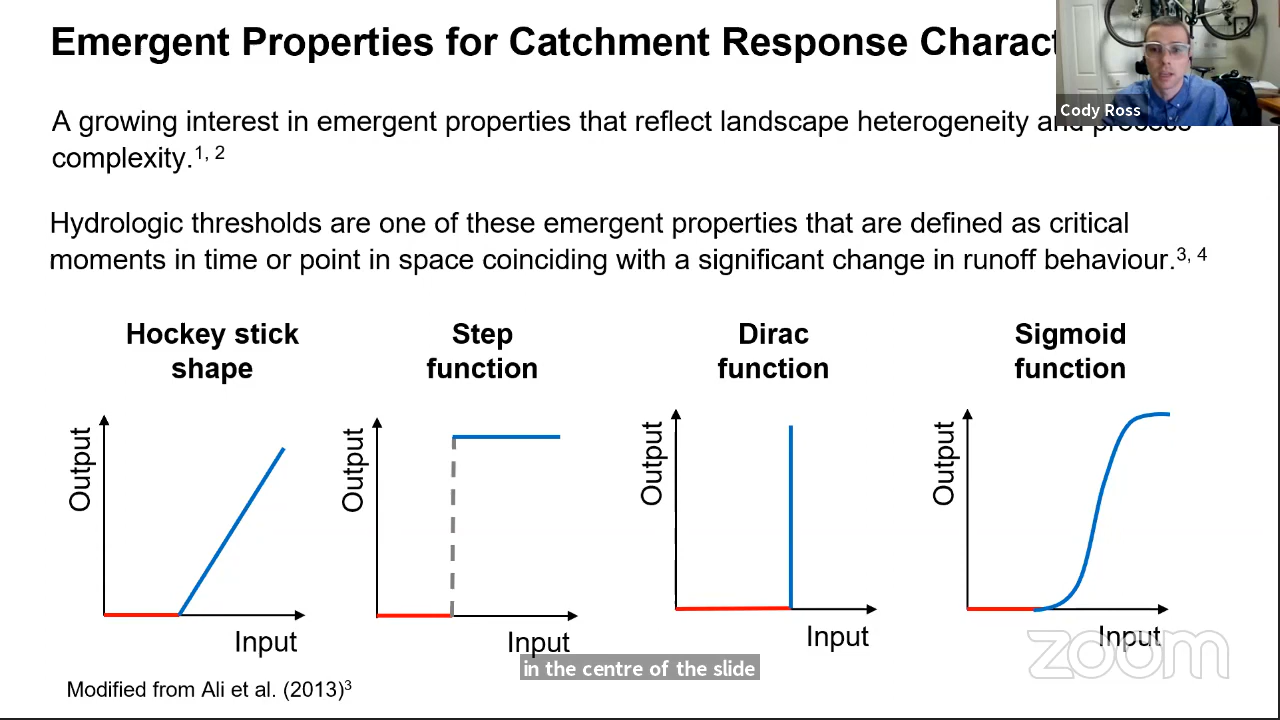 Emergent Properties for Catchment Response Charact
Cody Ross
A growing interest in emergent properties that reflect landscape heterogeneity and process
complexity.1, 2
Hydrologic thresholds are one of these emergent properties that are defined as critical
moments in time or point in space coinciding with a significant change in runoff behaviour.3, 4
Hockey stick
shape
Step
function
Dirac
function
Sigmoid
function
Output
Output
Output
Output
Input
Input
Input
Input
zoom
in the centre of the slide
Modified from Ali et al. (2013)3